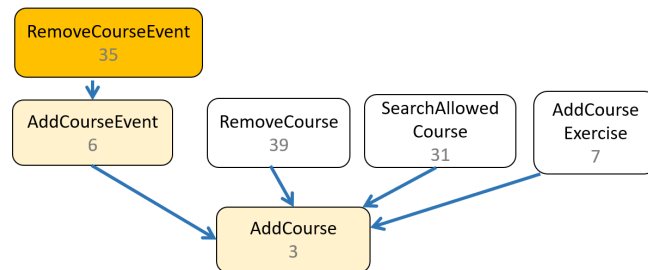 RemoveCourseEvent
35
AddCourseEvent
6
RemoveCourse
39
SearchAllowed
Course
31
AddCourse
Exercise
7
AddCourse
3